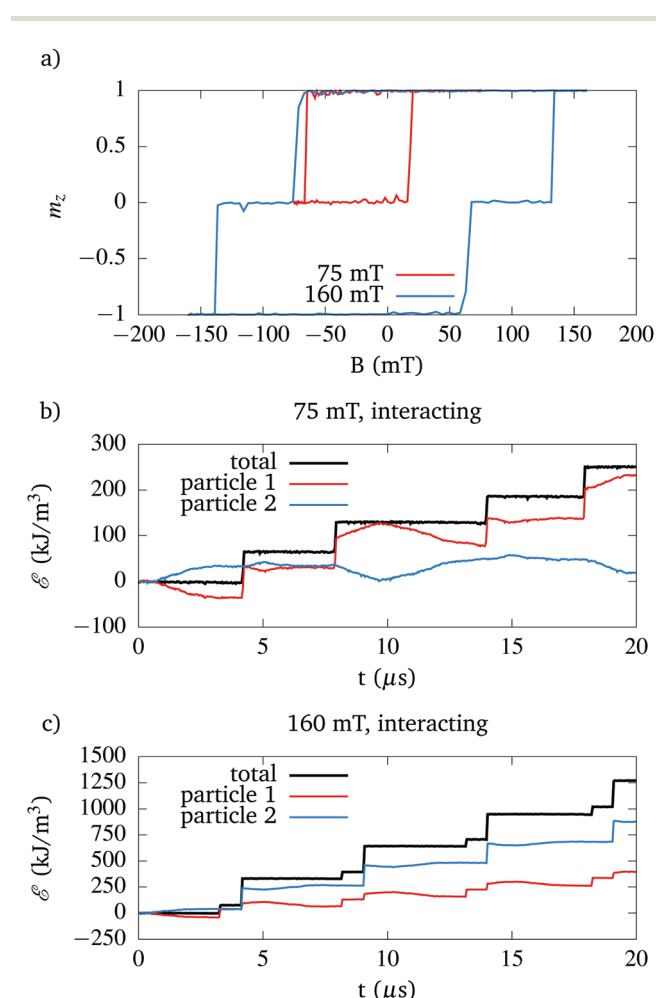 a)
1
0.5
0
−0.5
−1
m_z
75 mT
160 mT
−200 −150 −100 −50 0 50 100 150 200
B (mT)
b) 75 mT, interacting
300
200
100
0
−100
ℰ (kJ/m³)
total
particle 1
particle 2
0 5 10 15 20
t (μs)
c) 160 mT, interacting
1500
1250
1000
750
500
250
0
−250
ℰ (kJ/m³)
total
particle 1
particle 2
0 5 10 15 20
t (μs)